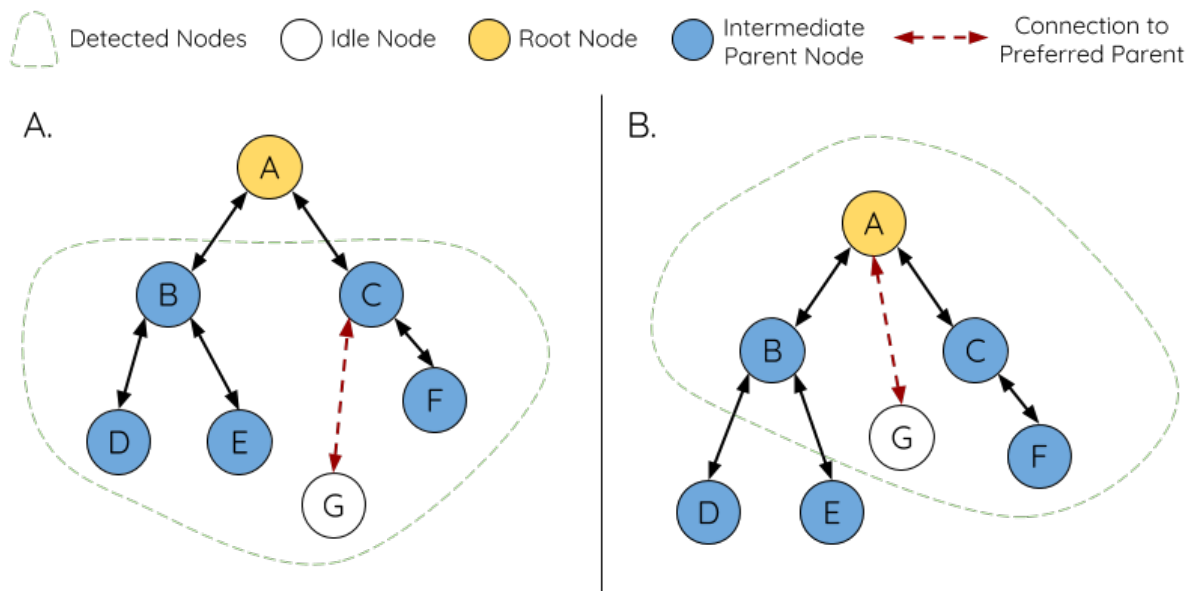 Detected Nodes
Idle Node
Root Node
Intermediate
Parent Node
Connection to
Preferred Parent
A.
A
B
C
D
E
F
G
B.
A
B
C
G
F
D
E